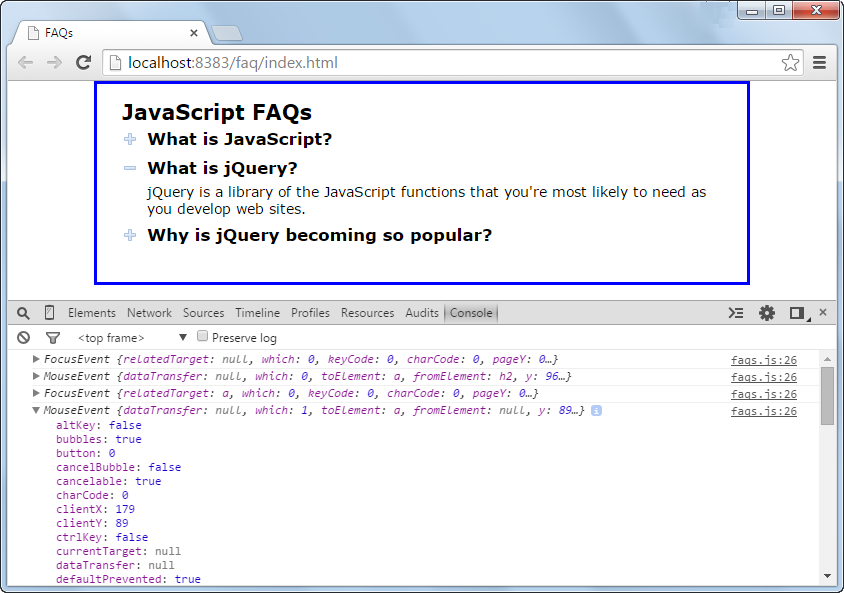 FAQs
localhost:8383/faq/index.html
JavaScript FAQs
What is JavaScript?
What is jQuery?
jQuery is a library of the JavaScript functions that you're most likely to need as
you develop web sites.
Why is jQuery becoming so popular?
Elements Network Sources Timeline Profiles Resources Audits Console
<top frame> Preserve log
FocusEvent {relatedTarget: null, which: 0, keyCode: 0, charCode: 0, pageY: 0…} faqs.js:26
MouseEvent {dataTransfer: null, which: 0, toElement: a, fromElement: h2, y: 96…} faqs.js:26
FocusEvent {relatedTarget: a, which: 0, keyCode: 0, charCode: 0, pageY: 0…} faqs.js:26
MouseEvent {dataTransfer: null, which: 1, toElement: a, fromElement: null, y: 89…} faqs.js:26
altKey: false
bubbles: true
button: 0
cancelBubble: false
cancelable: true
charCode: 0
clientX: 179
clientY: 89
ctrlKey: false
currentTarget: null
dataTransfer: null
defaultPrevented: true